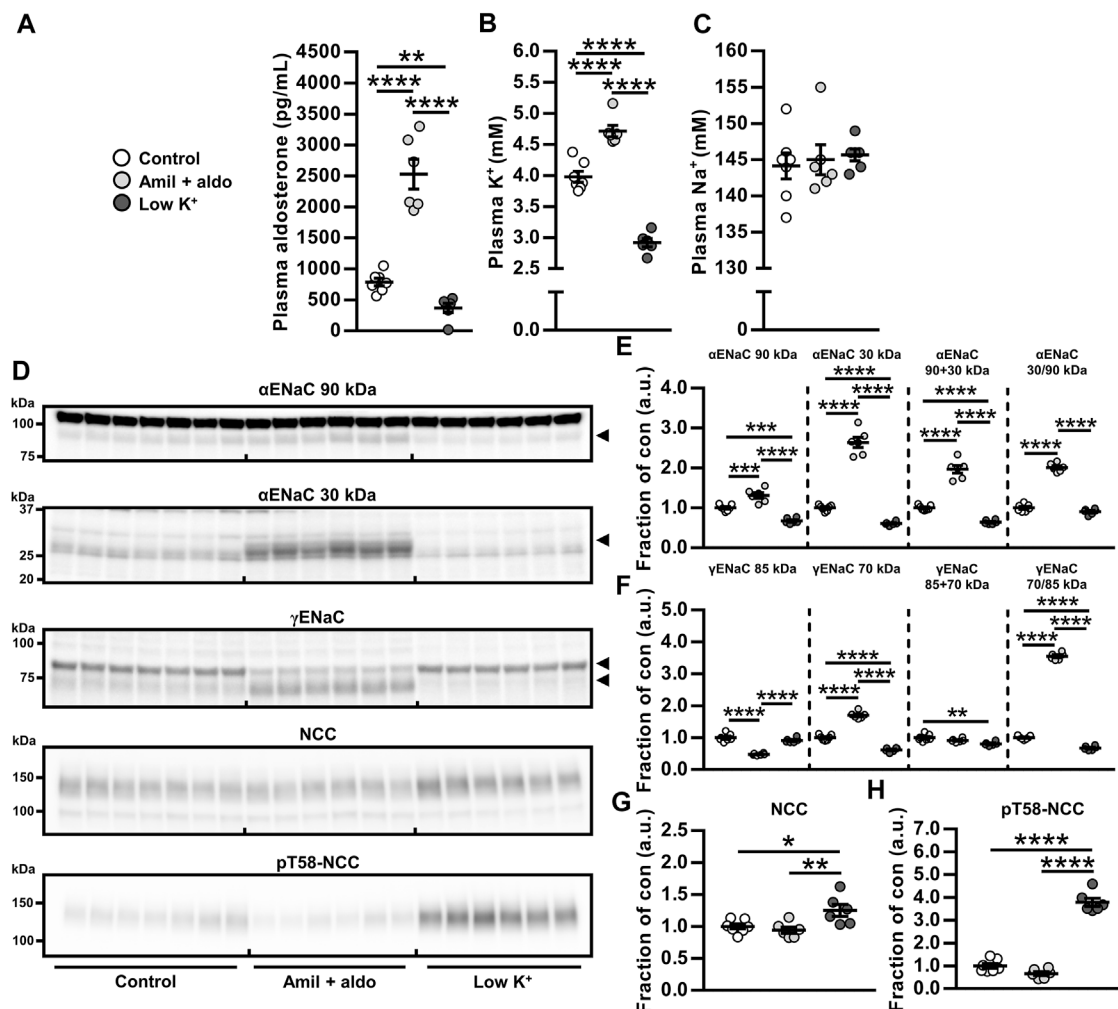 A
Plasma aldosterone (pg/mL)
4500
4000
3500
3000
2500
2000
1500
1000
500
0
**
****
****
Control
Amil + aldo
Low K⁺
B
Plasma K⁺ (mM)
6.0
5.5
5.0
4.5
4.0
3.5
3.0
2.5
0.0
****
****
****
C
Plasma Na⁺ (mM)
160
155
150
145
140
135
130
0
D
αENaC 90 kDa
kDa
100
75
αENaC 30 kDa
37
25
20
γENaC
kDa
100
75
NCC
kDa
150
100
pT58-NCC
kDa
150
100
Control
Amil + aldo
Low K⁺
E
Fraction of con (a.u.)
4.0
3.0
2.0
1.0
0.0
αENaC 90 kDa
***
***
****
αENaC 30 kDa
****
****
****
αENaC
90+30 kDa
****
****
****
αENaC
30/90 kDa
****
****
F
Fraction of con (a.u.)
5.0
4.0
3.0
2.0
1.0
0.0
γENaC 85 kDa
****
****
γENaC 70 kDa
****
****
****
γENaC
85+70 kDa
**
γENaC
70/85 kDa
****
****
****
G
NCC
Fraction of con (a.u.)
2.5
2.0
1.5
1.0
0.5
0.0
*
**
H
pT58-NCC
Fraction of con (a.u.)
7.0
6.0
5.0
4.0
3.0
2.0
1.0
0.0
****
****